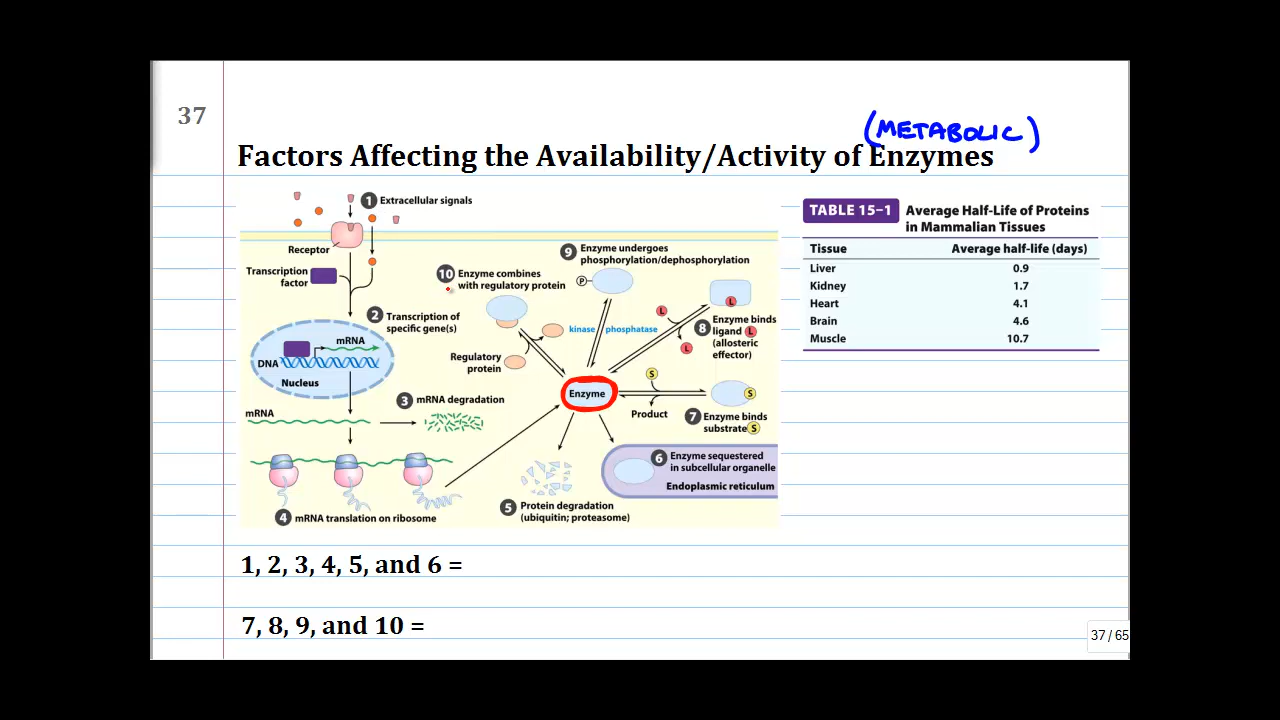 37
(METABOLIC)
Factors Affecting the Availability/Activity of Enzymes
1 Extracellular signals
Receptor
Transcription
factor
2 Transcription of
specific gene(s)
mRNA
DNA
Nucleus
3 mRNA degradation
mRNA
4 mRNA translation on ribosome
10 Enzyme combines
with regulatory protein
Regulatory
protein
9 Enzyme undergoes
phosphorylation/dephosphorylation
P
kinase phosphatase
L
L
L
8 Enzyme binds
ligand L
(allosteric
effector)
Enzyme
S
S
Product
7 Enzyme binds
substrate S
6 Enzyme sequestered
in subcellular organelle
Endoplasmic reticulum
5 Protein degradation
(ubiquitin; proteasome)
TABLE 15–1 Average Half-Life of Proteins
in Mammalian Tissues
Tissue Average half-life (days)
Liver 0.9
Kidney 1.7
Heart 4.1
Brain 4.6
Muscle 10.7
1, 2, 3, 4, 5, and 6 =
7, 8, 9, and 10 =
37 / 65